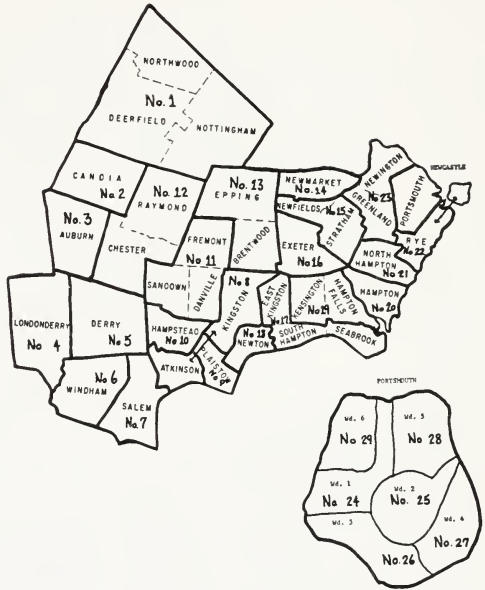 NORTHWOOD
No. 1
DEERFIELD
NOTTINGHAM
CANDIA
No 2
No. 12
RAYMOND
No. 13
EPPING
NEWMARKET
No. 14
NEWINGTON
NEWCASTLE
No 23
GREENLAND
PORTSMOUTH
No. 3
AUBURN
CHESTER
FREMONT
No 11
BRENTWOOD
NEWFIELDS
No 15
STRATHAM
EXETER
No 16
RYE
No 22
NORTH
HAMPTON
No 21
SANDOWN
DANVILLE
No 8
KINGSTON
EAST
KINGSTON
No 17
KENSINGTON
No 19
HAMPTON
FALLS
HAMPTON
No 20
LONDONDERRY
No 4
DERRY
No 5
HAMPSTEAD
No 10
No 18
NEWTON
SOUTH
HAMPTON
SEABROOK
ATKINSON
PLAISTOW
No 6
WINDHAM
SALEM
No. 7
PORTSMOUTH
Wd. 6
No 29
Wd. 5
No 28
Wd. 1
No 24
Wd. 2
No. 25
Wd. 3
No. 26
Wd. 4
No. 27